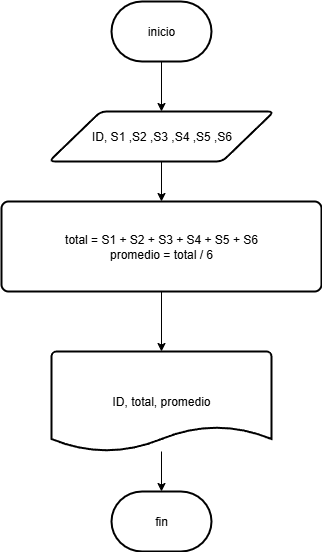 inicio
ID, S1 ,S2 ,S3 ,S4 ,S5 ,S6
total = S1 + S2 + S3 + S4 + S5 + S6
promedio = total / 6
ID, total, promedio
fin